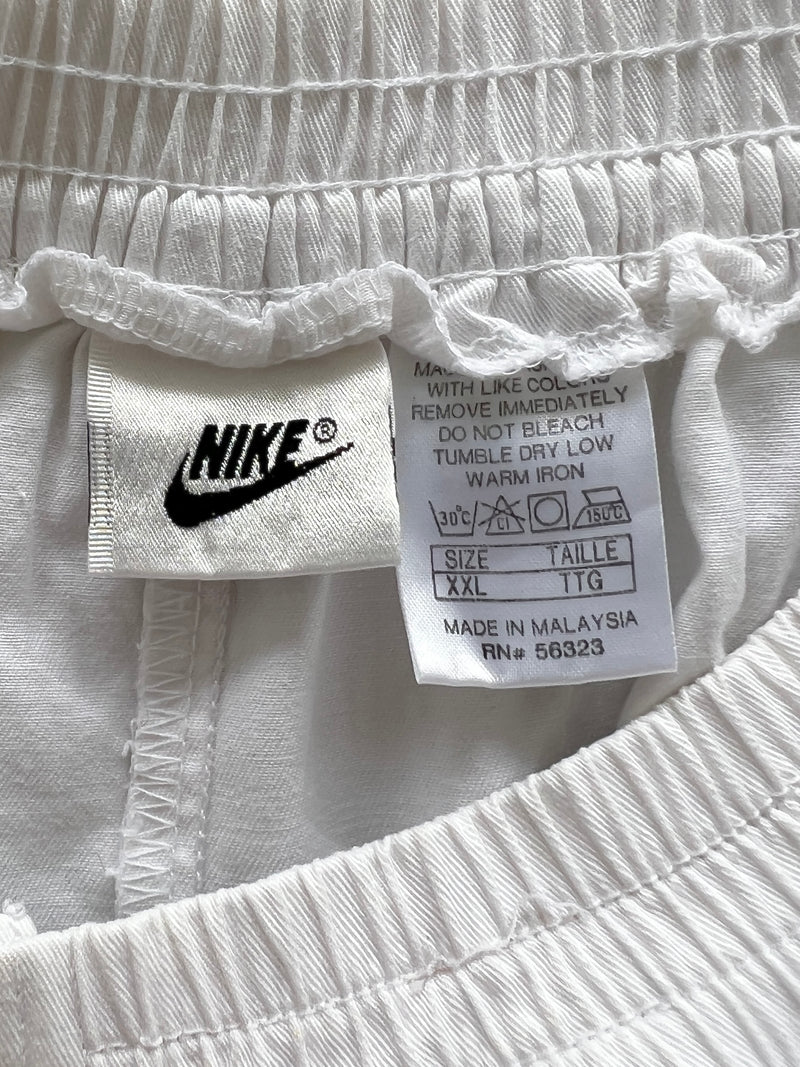 NIKE®
WITH LIKE COLORS
REMOVE IMMEDIATELY
DO NOT BLEACH
TUMBLE DRY LOW
WARM IRON
30°C Cl 150°C
SIZE TAILLE
XXL TTG
MADE IN MALAYSIA
RN# 56323